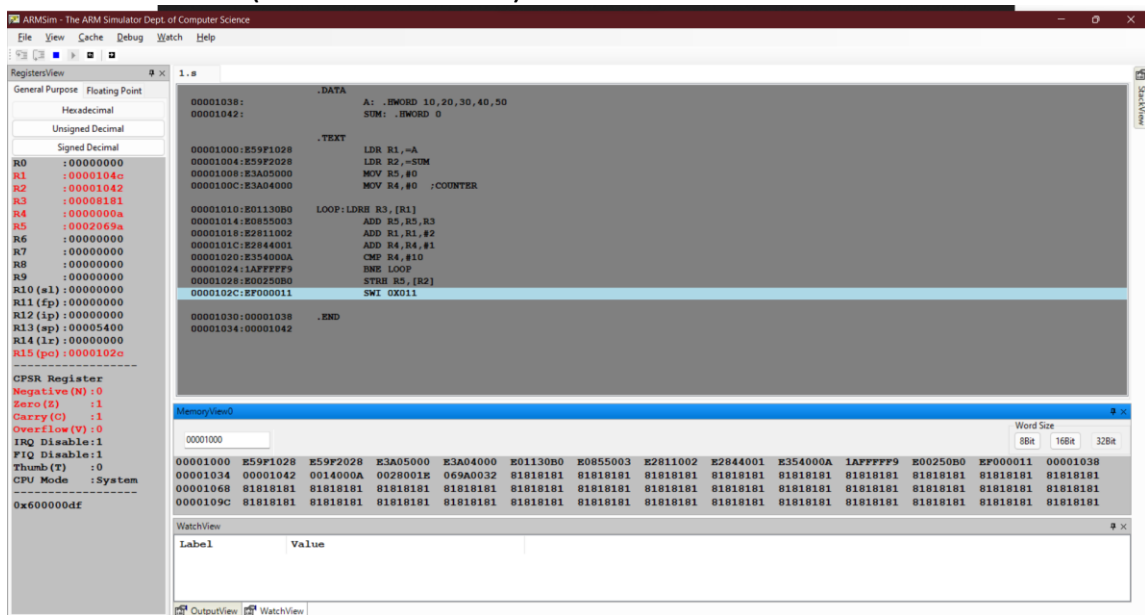 ARMSim - The ARM Simulator Dept. of Computer Science
File View Cache Debug Watch Help
RegistersView
General Purpose Floating Point
Hexadecimal
Unsigned Decimal
Signed Decimal
R0 :00000000
R1 :0000104c
R2 :00001042
R3 :00008181
R4 :0000000a
R5 :0002069a
R6 :00000000
R7 :00000000
R8 :00000000
R9 :00000000
R10(sl):00000000
R11(fp):00000000
R12(ip):00000000
R13(sp):00005400
R14(lr):00000000
R15(pc):0000102c
------------------
CPSR Register
Negative(N):0
Zero(Z) :1
Carry(C) :1
Overflow(V):0
IRQ Disable:1
FIQ Disable:1
Thumb(T) :0
CPU Mode :System
------------------
0x600000df
1.s
.DATA
00001038: A: .HWORD 10,20,30,40,50
00001042: SUM: .HWORD 0
.TEXT
00001000:E59F1028 LDR R1,=A
00001004:E59F2028 LDR R2,=SUM
00001008:E3A05000 MOV R5,#0
0000100C:E3A04000 MOV R4,#0 ;COUNTER
00001010:E01130B0 LOOP:LDRH R3,[R1]
00001014:E0855003 ADD R5,R5,R3
00001018:E2811002 ADD R1,R1,#2
0000101C:E2844001 ADD R4,R4,#1
00001020:E354000A CMP R4,#10
00001024:1AFFFFF9 BNE LOOP
00001028:E00250B0 STRH R5,[R2]
0000102C:EF000011 SWI 0X011
00001030:00001038 .END
00001034:00001042
StackView
MemoryView0
00001000
Word Size
8Bit 16Bit 32Bit
00001000 E59F1028 E59F2028 E3A05000 E3A04000 E01130B0 E0855003 E2811002 E2844001 E354000A 1AFFFFF9 E00250B0 EF000011 00001038
00001034 00001042 0014000A 0028001E 069A0032 81818181 81818181 81818181 81818181 81818181 81818181 81818181 81818181 81818181
00001068 81818181 81818181 81818181 81818181 81818181 81818181 81818181 81818181 81818181 81818181 81818181 81818181 81818181
0000109C 81818181 81818181 81818181 81818181 81818181 81818181 81818181 81818181 81818181 81818181 81818181 81818181 81818181
WatchView
Label Value
OutputView WatchView